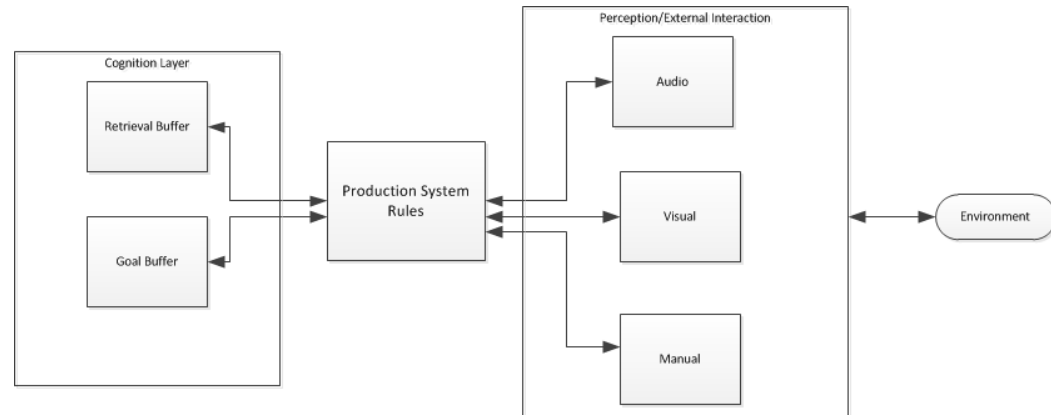 Cognition Layer
Retrieval Buffer
Goal Buffer
Production System
Rules
Perception/External Interaction
Audio
Visual
Manual
Environment